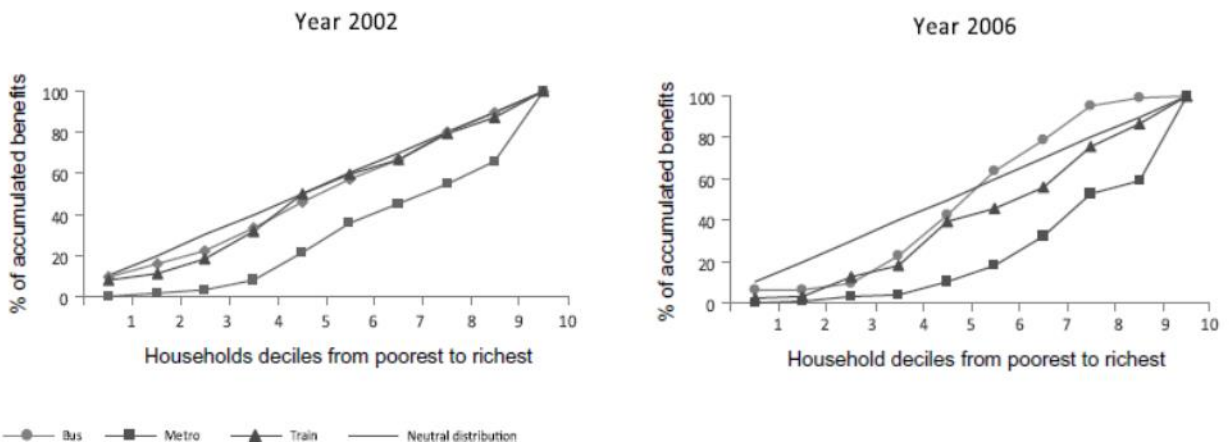 Year 2002
% of accumulated benefits
100
80
60
40
20
0
1 2 3 4 5 6 7 8 9 10
Households deciles from poorest to richest
Year 2006
% of accumulated benefits
100
80
60
40
20
0
1 2 3 4 5 6 7 8 9 10
Household deciles from poorest to richest
Bus Metro Train Neutral distribution